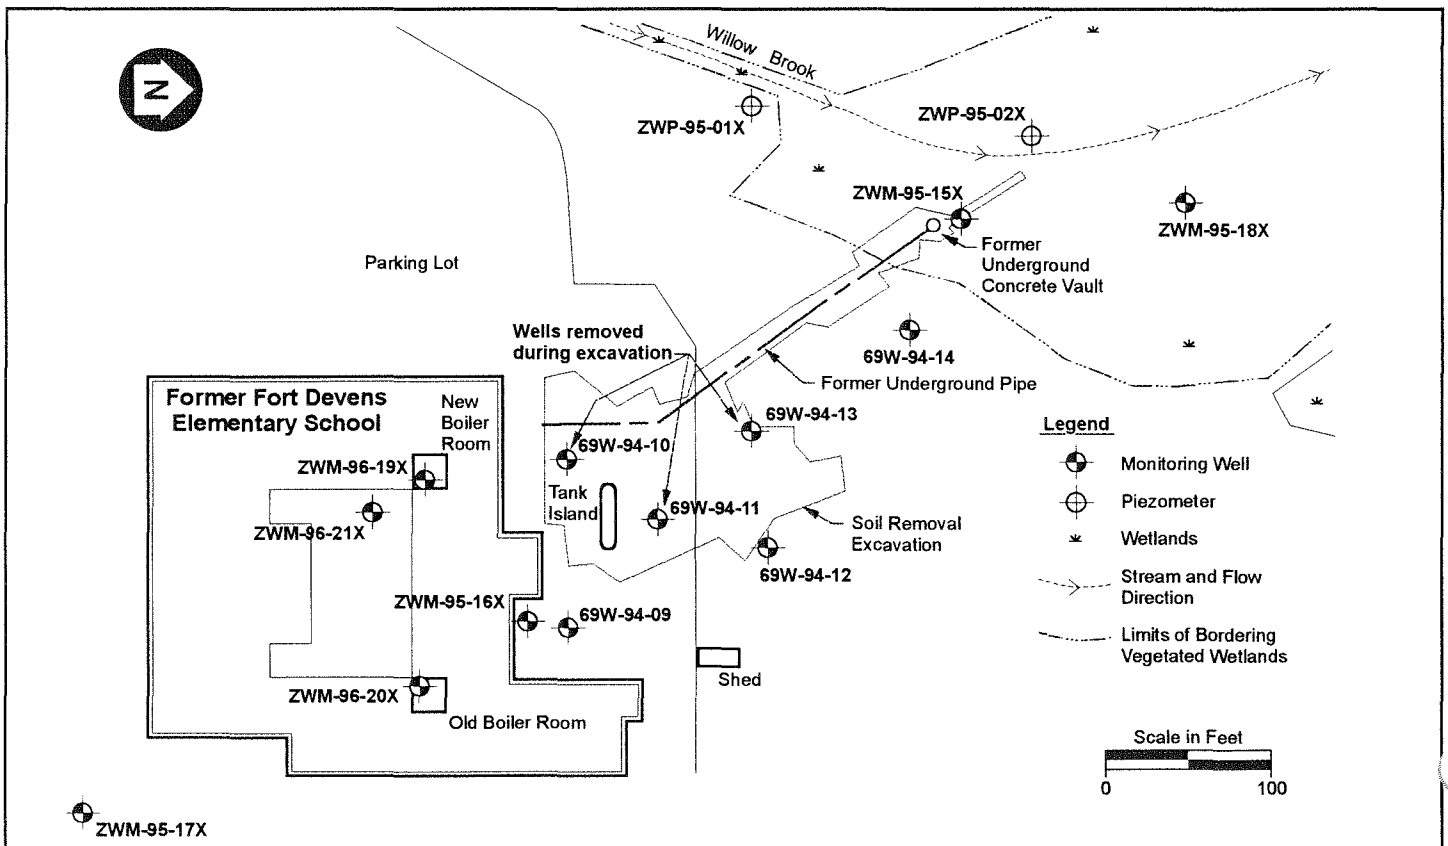 N
Willow Brook
ZWP-95-01X
ZWP-95-02X
ZWM-95-15X
ZWM-95-18X
Former
Underground
Concrete Vault
Parking Lot
Wells removed
during excavation
69W-94-14
Former Underground Pipe
Former Fort Devens
Elementary School
New
Boiler
Room
69W-94-10
69W-94-13
ZWM-96-19X
Tank
Island
69W-94-11
ZWM-96-21X
Soil Removal
Excavation
69W-94-12
ZWM-95-16X
69W-94-09
Shed
ZWM-96-20X
Old Boiler Room
ZWM-95-17X
Legend
Monitoring Well
Piezometer
Wetlands
Stream and Flow
Direction
Limits of Bordering
Vegetated Wetlands
Scale in Feet
0 100